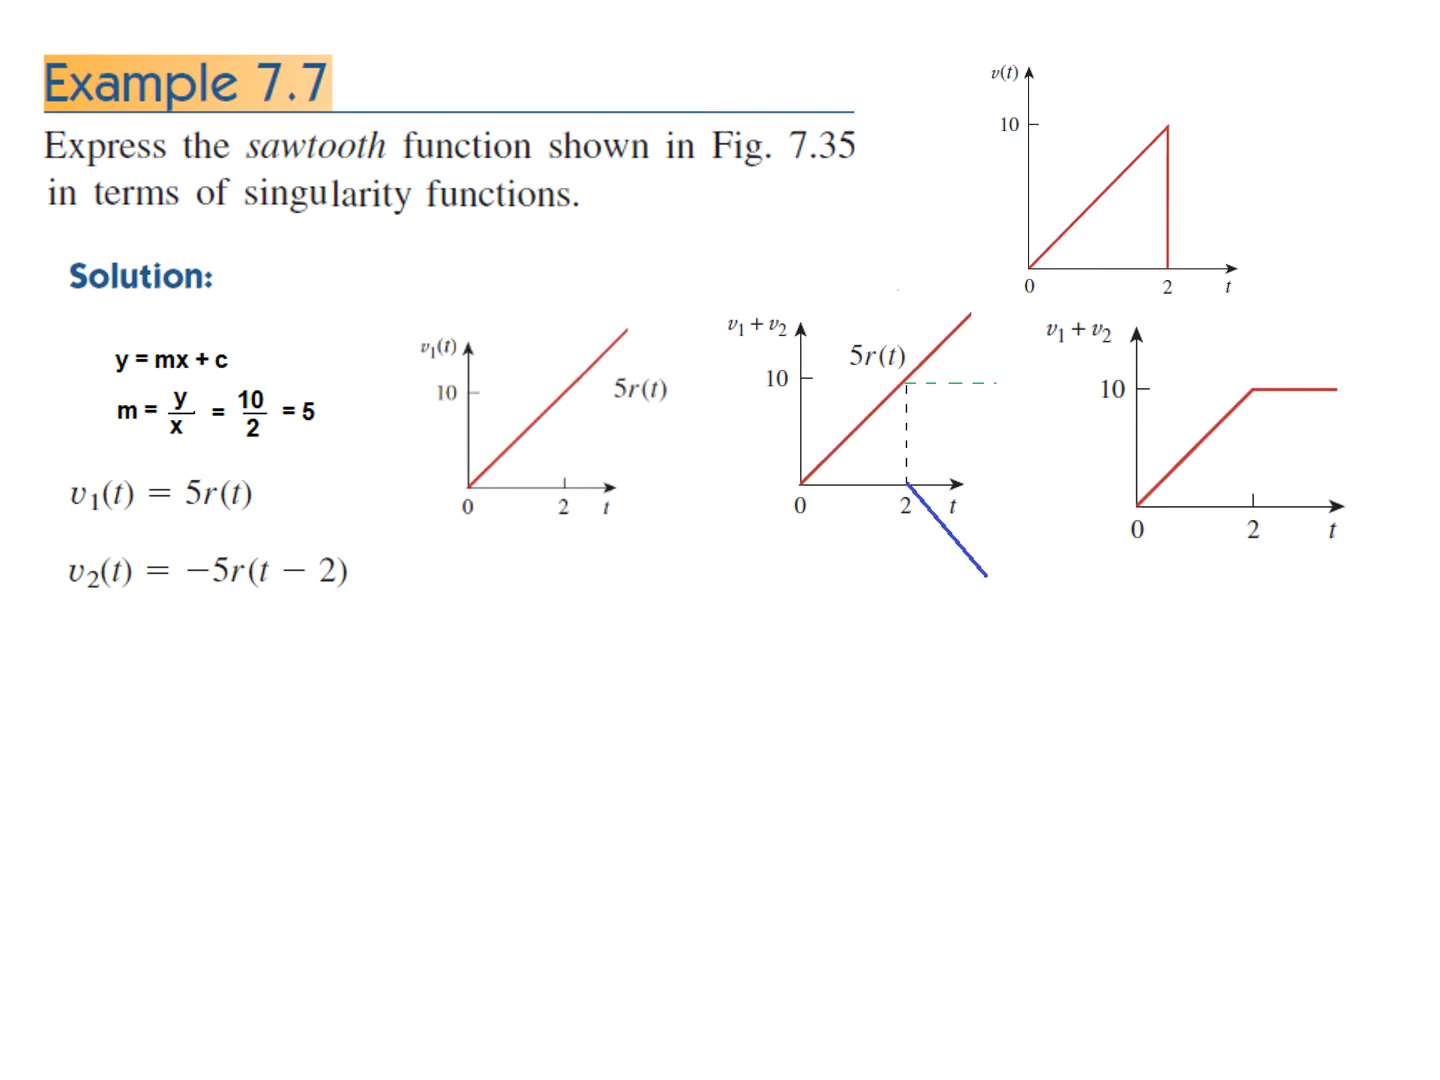 Example 7.7
Express the sawtooth function shown in Fig. 7.35
in terms of singularity functions.
v(t)
10
0
2
t
Solution:
y = mx + c
m = y/x = 10/2 = 5
v₁(t) = 5r(t)
v₂(t) = −5r(t − 2)
v₁(t)
10
5r(t)
0
2
t
v₁ + v₂
5r(t)
10
0
2
t
v₁ + v₂
10
0
2
t